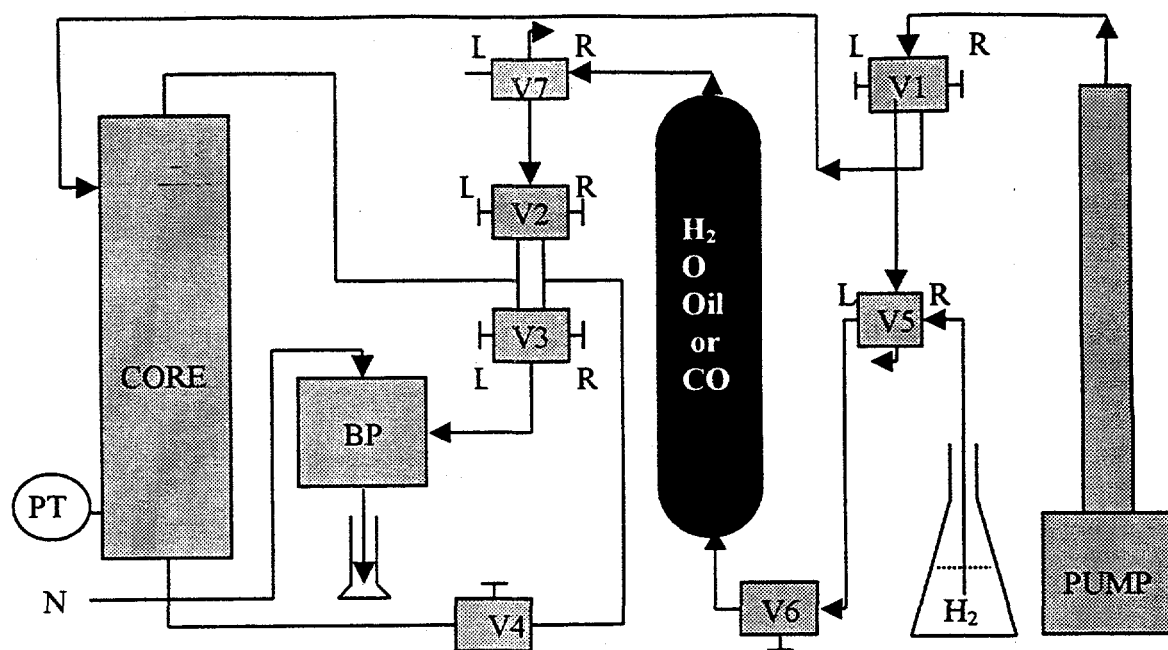 L
R
V7
L
R
V1
L
R
V2
H₂
O
Oil
or
CO
L
R
V5
V3
L
R
CORE
BP
PT
N
V4
V6
H₂
PUMP